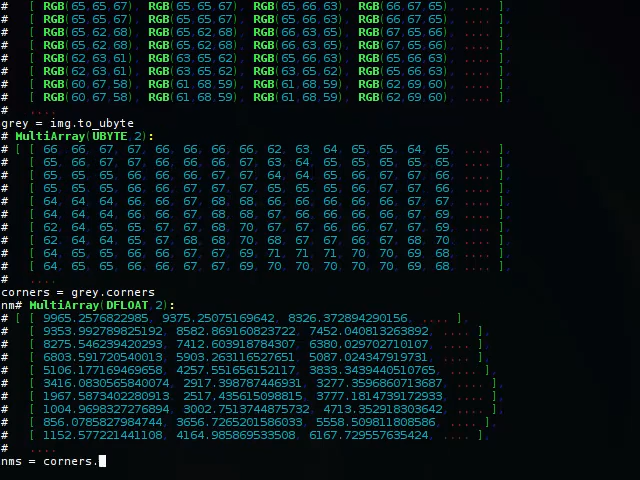 # [ RGB(65,65,67), RGB(65,65,67), RGB(65,66,63), RGB(66,67,65), .... ],
# [ RGB(65,65,67), RGB(65,65,67), RGB(65,66,63), RGB(65,66,64), .... ],
# [ RGB(65,62,68), RGB(65,62,68), RGB(66,64,65), RGB(67,65,66), .... ],
# [ RGB(65,62,68), RGB(65,62,68), RGB(66,63,65), RGB(67,65,66), .... ],
# [ RGB(62,63,61), RGB(63,65,62), RGB(64,66,63), RGB(65,66,63), .... ],
# [ RGB(62,63,61), RGB(63,65,62), RGB(63,65,62), RGB(65,66,63), .... ],
# [ RGB(60,67,58), RGB(61,68,59), RGB(61,68,59), RGB(62,69,60), .... ],
# [ RGB(60,67,58), RGB(61,68,59), RGB(61,68,59), RGB(62,69,60), .... ],
# ....
grey = img.to_ubyte
# MultiArray(UBYTE,2):
# [ [ 66, 66, 67, 67, 66, 66, 66, 66, 62, 63, 64, 65, 65, 64, 65, .... ],
# [ 65, 66, 67, 67, 66, 66, 66, 67, 63, 64, 65, 66, 66, 65, 66, .... ],
# [ 65, 65, 66, 66, 67, 66, 67, 67, 64, 64, 65, 66, 67, 66, 66, .... ],
# [ 65, 65, 65, 66, 67, 66, 67, 67, 65, 65, 66, 66, 67, 67, 66, .... ],
# [ 64, 64, 64, 66, 67, 67, 68, 68, 66, 66, 66, 66, 67, 67, 68, .... ],
# [ 64, 64, 64, 66, 66, 67, 68, 68, 67, 66, 66, 66, 66, 67, 69, .... ],
# [ 62, 64, 65, 65, 67, 68, 68, 70, 67, 67, 66, 66, 67, 67, 69, .... ],
# [ 62, 64, 64, 65, 67, 68, 68, 70, 68, 67, 67, 66, 67, 68, 70, .... ],
# [ 64, 65, 65, 66, 66, 67, 67, 69, 71, 71, 71, 70, 70, 69, 68, .... ],
# [ 64, 65, 65, 66, 66, 67, 67, 69, 70, 70, 70, 70, 70, 69, 68, .... ],
# ....
corners = grey.corners
nm# MultiArray(DFLOAT,2):
# [ [ 9965.2576822985, 9375.25075169642, 8326.372894290156, .... ],
# [ 9353.992789825192, 8582.869160823722, 7452.040813263892, .... ],
# [ 8275.546239420293, 7412.603918784307, 6380.029702710107, .... ],
# [ 6803.591720540013, 5903.263116527651, 5087.024347919731, .... ],
# [ 5106.177169469658, 4257.551656152117, 3833.3439440510765, .... ],
# [ 3416.0830565840074, 2917.398787446931, 3277.3596860713687, .... ],
# [ 1967.5873402280913, 2517.435615098815, 3777.1814739172933, .... ],
# [ 1004.9698327276894, 3002.7513744875732, 4713.352918303642, .... ],
# [ 856.0785827984744, 3656.7265201586033, 5558.509811808586, .... ],
# [ 1152.577221441108, 4164.985869533508, 6167.729557635424, .... ],
# ....
nms = corners.